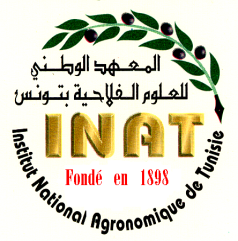 المعهد الوطني
للعلوم الفلاحية بتونس
INAT
Fondé en 1898
Institut National Agronomique de Tunisie